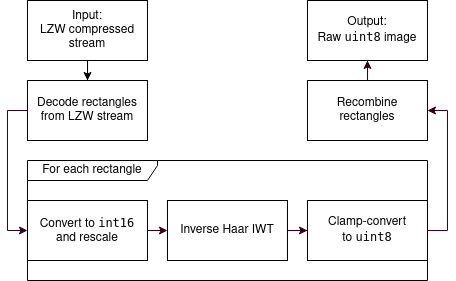 Input:
LZW compressed
stream
Output:
Raw uint8 image
Decode rectangles
from LZW stream
Recombine
rectangles
For each rectangle
Convert to int16
and rescale
Inverse Haar IWT
Clamp-convert
to uint8